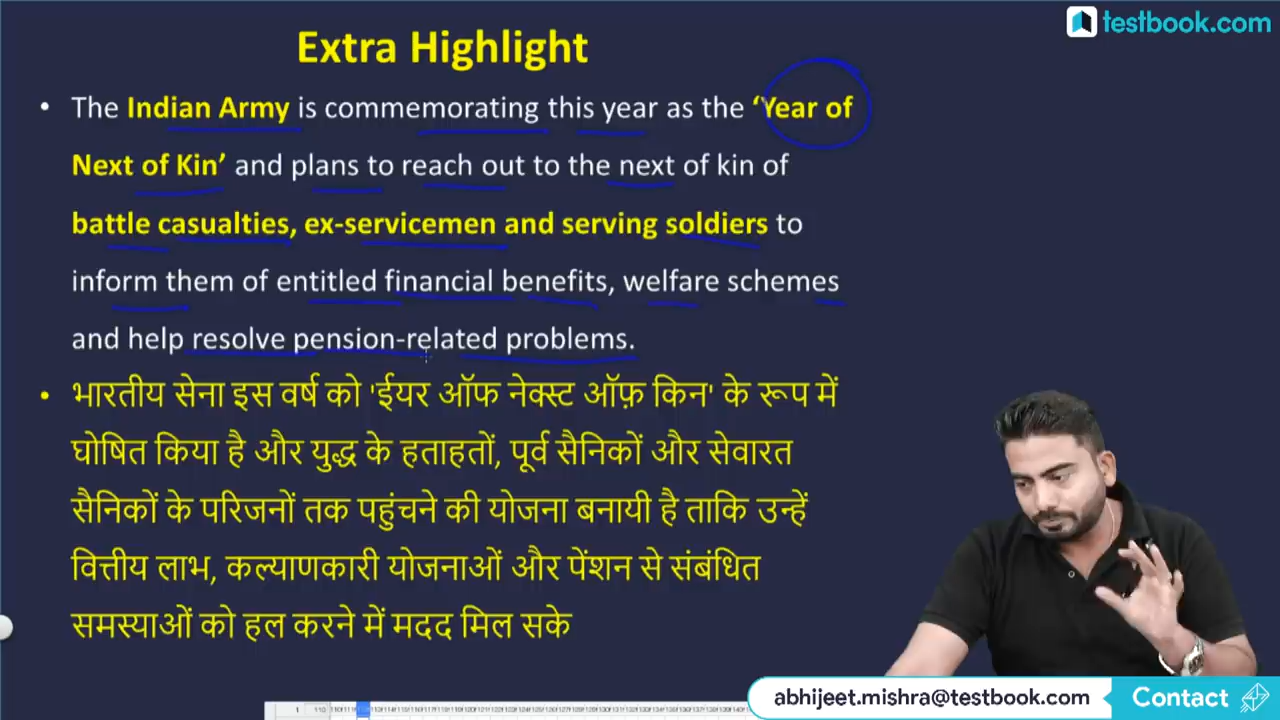 testbook.com
Extra Highlight
• The Indian Army is commemorating this year as the ‘Year of
Next of Kin’ and plans to reach out to the next of kin of
battle casualties, ex-servicemen and serving soldiers to
inform them of entitled financial benefits, welfare schemes
and help resolve pension-related problems.
• भारतीय सेना इस वर्ष को 'ईयर ऑफ नेक्स्ट ऑफ़ किन' के रूप में
घोषित किया है और युद्ध के हताहतों, पूर्व सैनिकों और सेवारत
सैनिकों के परिजनों तक पहुंचने की योजना बनायी है ताकि उन्हें
वित्तीय लाभ, कल्याणकारी योजनाओं और पेंशन से संबंधित
समस्याओं को हल करने में मदद मिल सके
abhijeet.mishra@testbook.com Contact